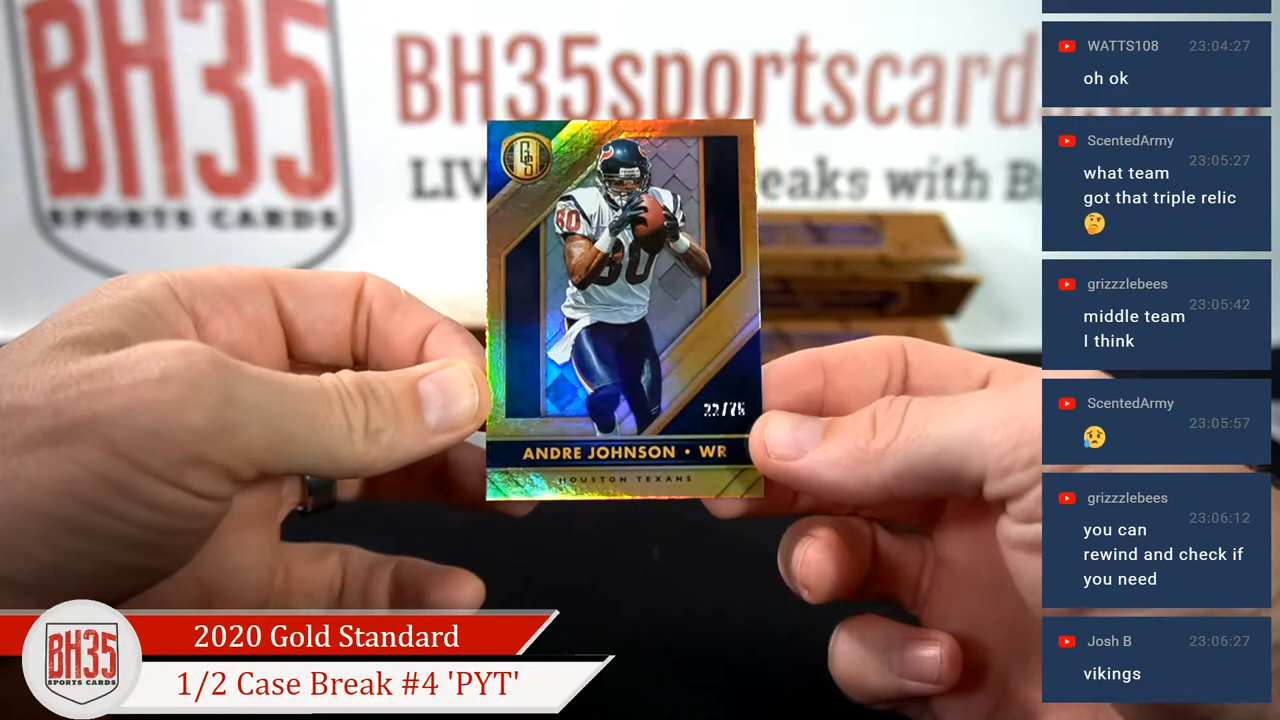 BH35
SPORTS CARDS
BH35sportscard
LIV
eaks with B
GS
80
80
22/75
ANDRE JOHNSON • WR
HOUSTON TEXANS
WATTS108 23:04:27
oh ok
ScentedArmy 23:05:27
what team
got that triple relic
🤔
grizzzlebees 23:05:42
middle team
I think
ScentedArmy 23:05:57
😥
grizzzlebees 23:06:12
you can
rewind and check if
you need
Josh B 23:06:27
vikings
BH35
SPORTS CARDS
2020 Gold Standard
1/2 Case Break #4 'PYT'